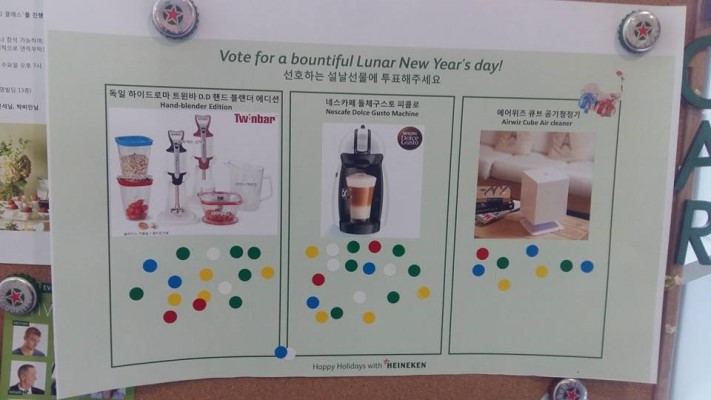 Vote for a bountiful Lunar New Year's day!
선호하는 설날선물에 투표해주세요
독일 하이드로마 트윈바 D.D 핸드 블렌더 에디션
Hand-blender Edition
Twinbar
네스카페 돌체구스토 피콜로
Nescafe Dolce Gusto Machine
NESCAFÉ
Dolce
Gusto
에어위즈 큐브 공기청정기
Airwiz Cube Air cleaner
Happy Holidays with HEINEKEN
CAR